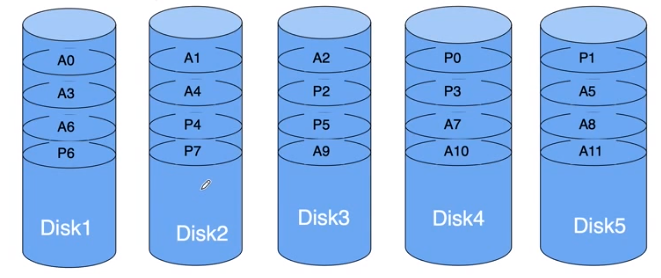 A0 A1 A2 P0 P1
A3 A4 P2 P3 A5
A6 P4 P5 A7 A8
P6 P7 A9 A10 A11
Disk1 Disk2 Disk3 Disk4 Disk5